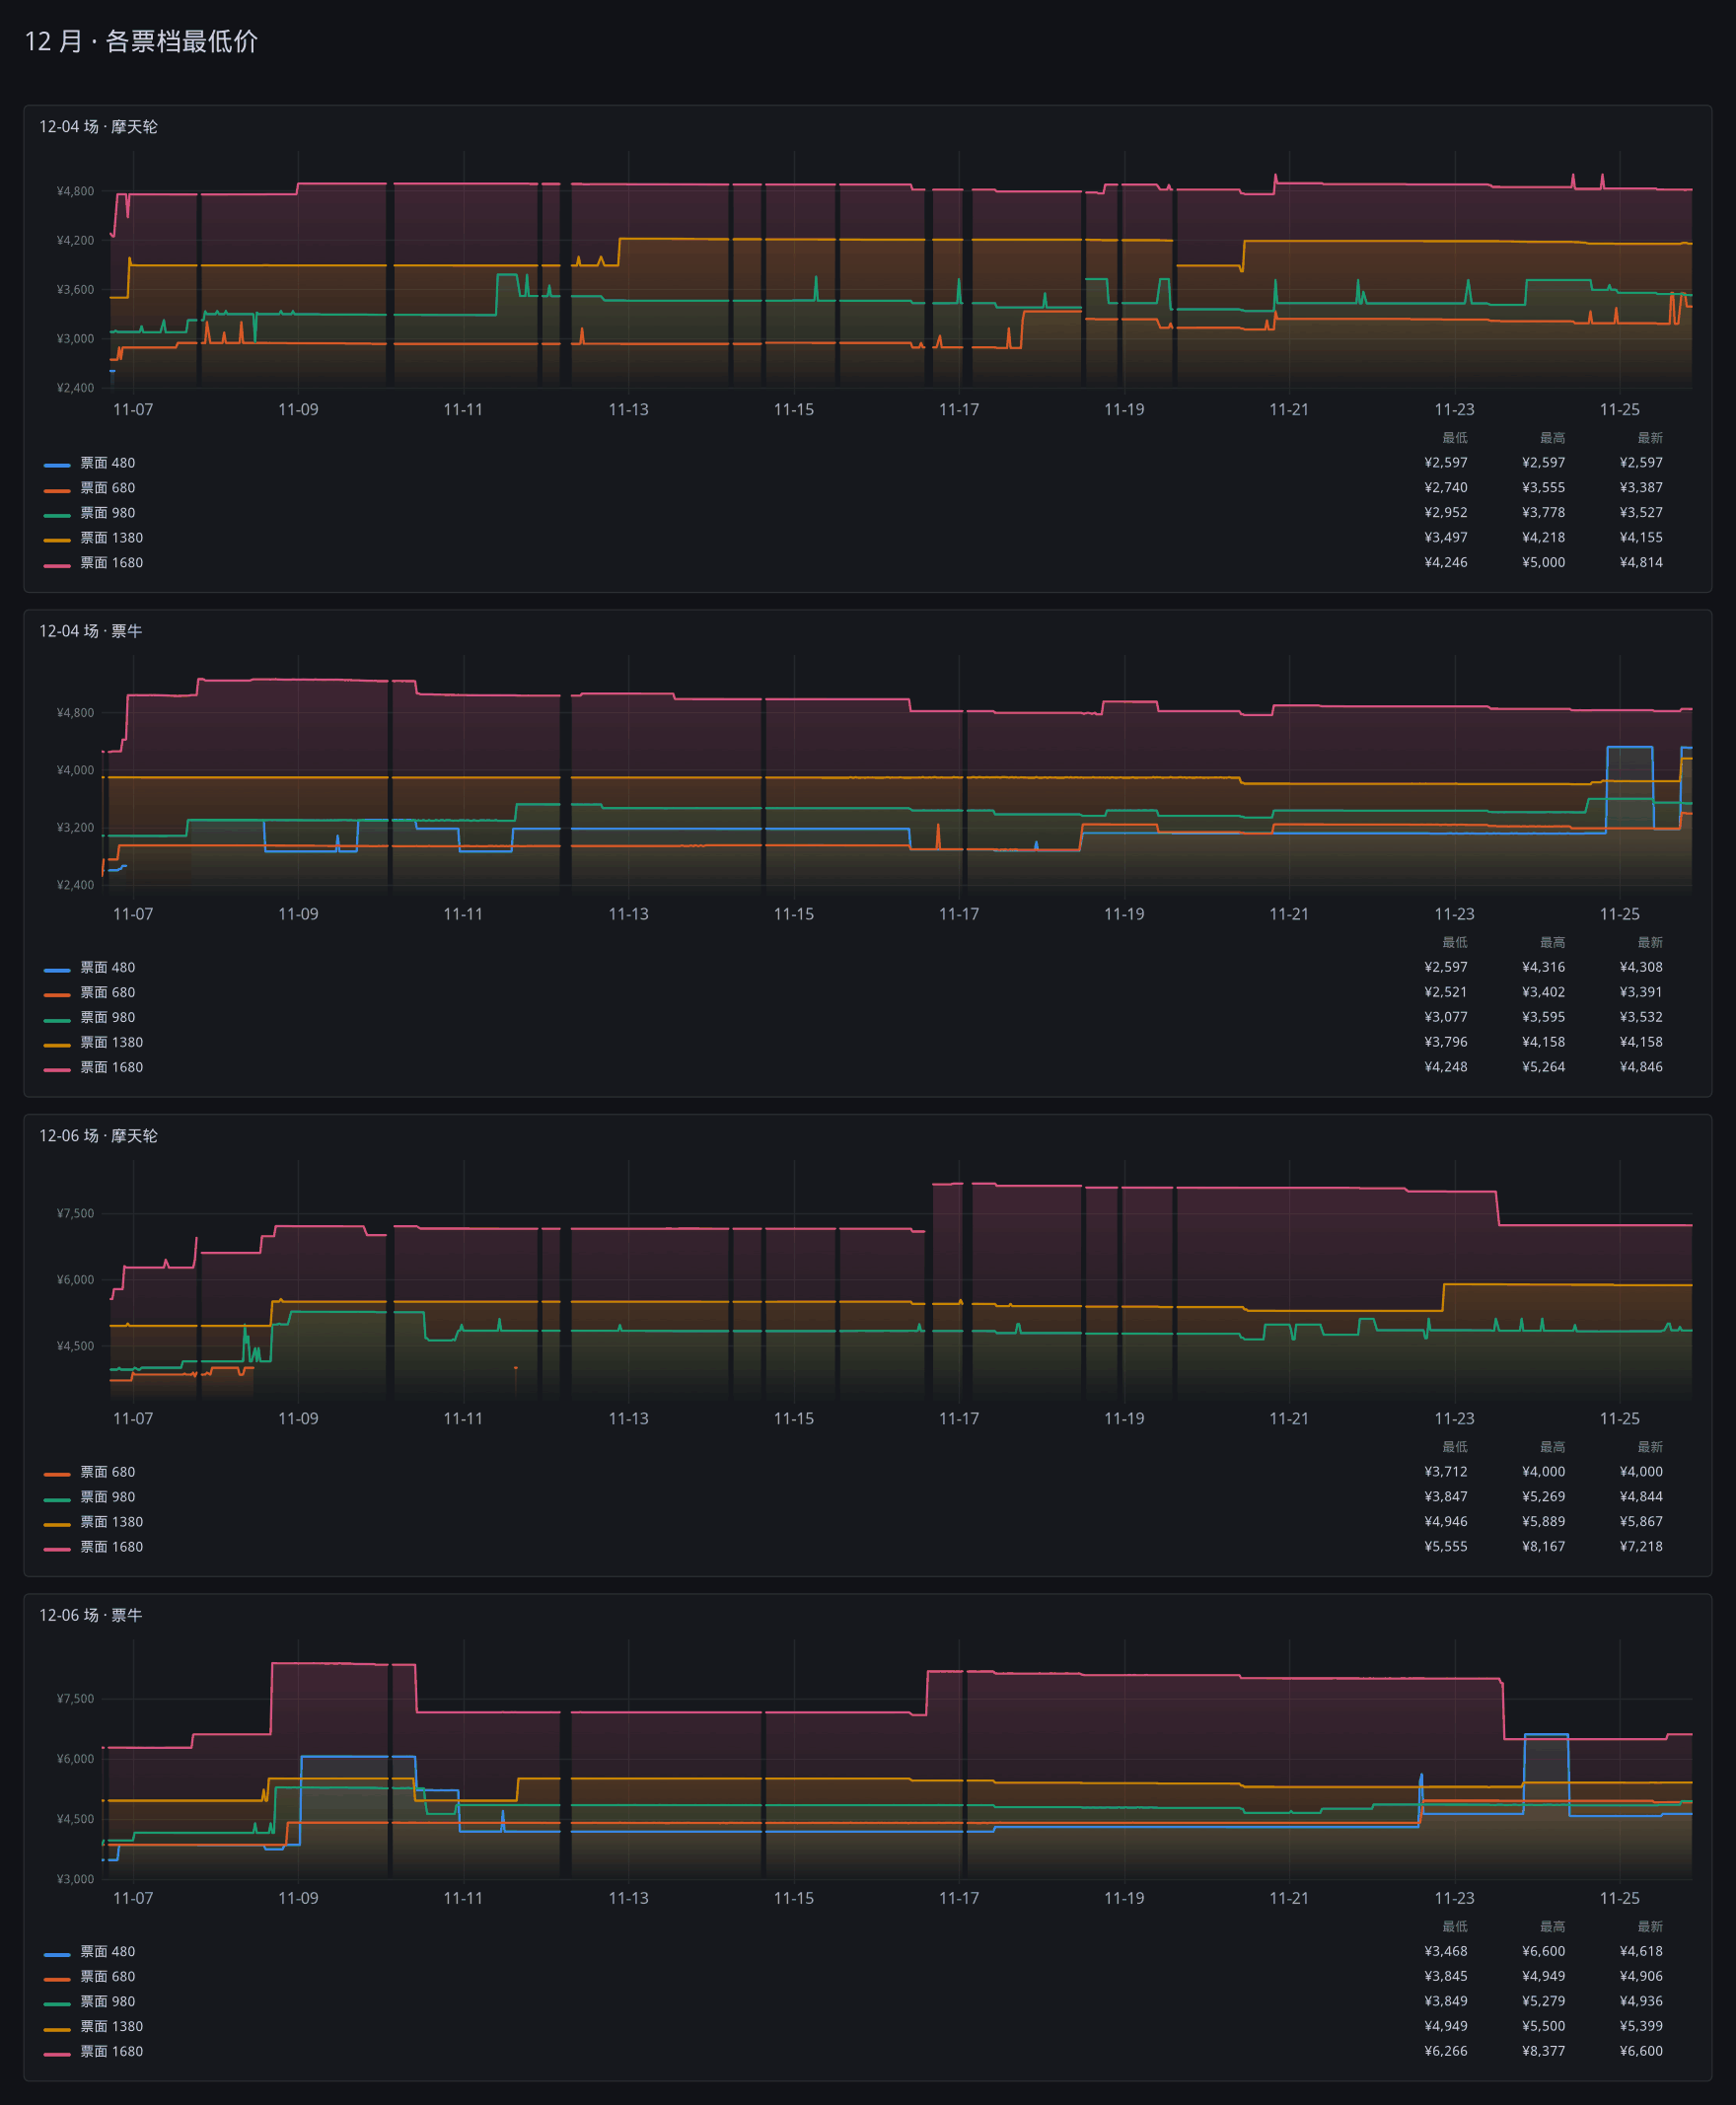 12 月 · 各票档最低价
12-04 场 · 摩天轮
¥4,800
¥4,200
¥3,600
¥3,000
¥2,400
11-07 11-09 11-11 11-13 11-15 11-17 11-19 11-21 11-23 11-25
最低 最高 最新
票面 480 ¥2,597 ¥2,597 ¥2,597
票面 680 ¥2,740 ¥3,555 ¥3,387
票面 980 ¥2,952 ¥3,778 ¥3,527
票面 1380 ¥3,497 ¥4,218 ¥4,155
票面 1680 ¥4,246 ¥5,000 ¥4,814
12-04 场 · 票牛
¥4,800
¥4,000
¥3,200
¥2,400
11-07 11-09 11-11 11-13 11-15 11-17 11-19 11-21 11-23 11-25
最低 最高 最新
票面 480 ¥2,597 ¥4,316 ¥4,308
票面 680 ¥2,521 ¥3,402 ¥3,391
票面 980 ¥3,077 ¥3,595 ¥3,532
票面 1380 ¥3,796 ¥4,158 ¥4,158
票面 1680 ¥4,248 ¥5,264 ¥4,846
12-06 场 · 摩天轮
¥7,500
¥6,000
¥4,500
11-07 11-09 11-11 11-13 11-15 11-17 11-19 11-21 11-23 11-25
最低 最高 最新
票面 680 ¥3,712 ¥4,000 ¥4,000
票面 980 ¥3,847 ¥5,269 ¥4,844
票面 1380 ¥4,946 ¥5,889 ¥5,867
票面 1680 ¥5,555 ¥8,167 ¥7,218
12-06 场 · 票牛
¥7,500
¥6,000
¥4,500
¥3,000
11-07 11-09 11-11 11-13 11-15 11-17 11-19 11-21 11-23 11-25
最低 最高 最新
票面 480 ¥3,468 ¥6,600 ¥4,618
票面 680 ¥3,845 ¥4,949 ¥4,906
票面 980 ¥3,849 ¥5,279 ¥4,936
票面 1380 ¥4,949 ¥5,500 ¥5,399
票面 1680 ¥6,266 ¥8,377 ¥6,600